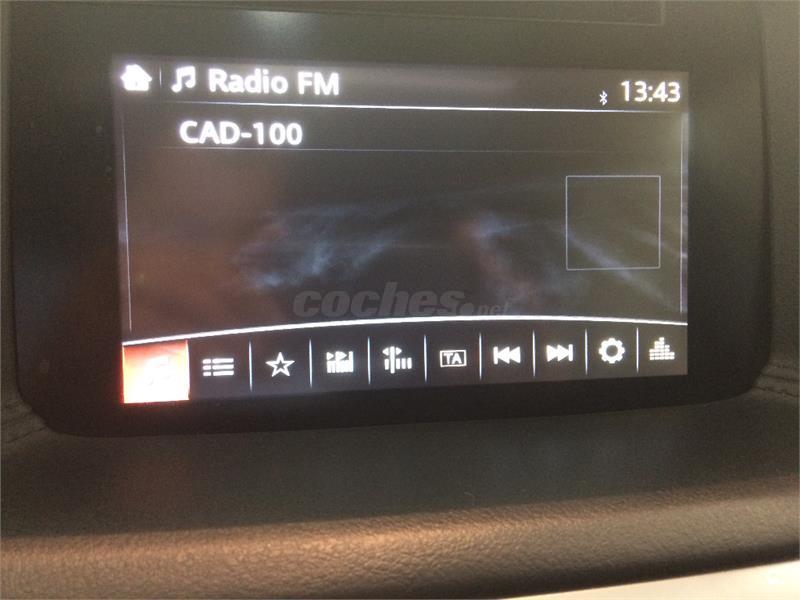 Radio FM
13:43
CAD-100
coches.net
TA